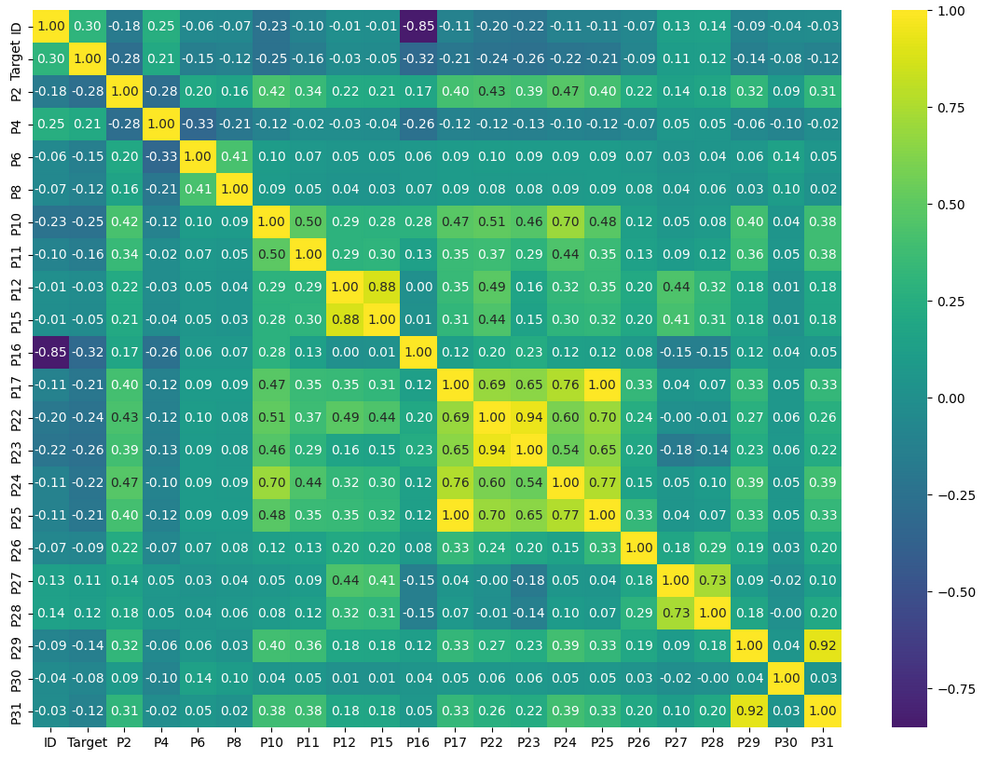 ID 1.00 0.30 -0.18 0.25 -0.06 -0.07 -0.23 -0.10 -0.01 -0.01 -0.85 -0.11 -0.20 -0.22 -0.11 -0.11 -0.07 0.13 0.14 -0.09 -0.04 -0.03 1.00
Target 0.30 1.00 -0.28 0.21 -0.15 -0.12 -0.25 -0.16 -0.03 -0.05 -0.32 -0.21 -0.24 -0.26 -0.22 -0.21 -0.09 0.11 0.12 -0.14 -0.08 -0.12
P2 -0.18 -0.28 1.00 -0.28 0.20 0.16 0.42 0.34 0.22 0.21 0.17 0.40 0.43 0.39 0.47 0.40 0.22 0.14 0.18 0.32 0.09 0.31
0.75
P4 0.25 0.21 -0.28 1.00 -0.33 -0.21 -0.12 -0.02 -0.03 -0.04 -0.26 -0.12 -0.12 -0.13 -0.10 -0.12 -0.07 0.05 0.05 -0.06 -0.10 -0.02
P6 -0.06 -0.15 0.20 -0.33 1.00 0.41 0.10 0.07 0.05 0.05 0.06 0.09 0.10 0.09 0.09 0.09 0.07 0.03 0.04 0.06 0.14 0.05
P8 -0.07 -0.12 0.16 -0.21 0.41 1.00 0.09 0.05 0.04 0.03 0.07 0.09 0.08 0.08 0.09 0.09 0.08 0.04 0.06 0.03 0.10 0.02
0.50
P10 -0.23 -0.25 0.42 -0.12 0.10 0.09 1.00 0.50 0.29 0.28 0.28 0.47 0.51 0.46 0.70 0.48 0.12 0.05 0.08 0.40 0.04 0.38
P11 -0.10 -0.16 0.34 -0.02 0.07 0.05 0.50 1.00 0.29 0.30 0.13 0.35 0.37 0.29 0.44 0.35 0.13 0.09 0.12 0.36 0.05 0.38
P12 -0.01 -0.03 0.22 -0.03 0.05 0.04 0.29 0.29 1.00 0.88 0.00 0.35 0.49 0.16 0.32 0.35 0.20 0.44 0.32 0.18 0.01 0.18
0.25
P15 -0.01 -0.05 0.21 -0.04 0.05 0.03 0.28 0.30 0.88 1.00 0.01 0.31 0.44 0.15 0.30 0.32 0.20 0.41 0.31 0.18 0.01 0.18
P16 -0.85 -0.32 0.17 -0.26 0.06 0.07 0.28 0.13 0.00 0.01 1.00 0.12 0.20 0.23 0.12 0.12 0.08 -0.15 -0.15 0.12 0.04 0.05
P17 -0.11 -0.21 0.40 -0.12 0.09 0.09 0.47 0.35 0.35 0.31 0.12 1.00 0.69 0.65 0.76 1.00 0.33 0.04 0.07 0.33 0.05 0.33
0.00
P22 -0.20 -0.24 0.43 -0.12 0.10 0.08 0.51 0.37 0.49 0.44 0.20 0.69 1.00 0.94 0.60 0.70 0.24 -0.00 -0.01 0.27 0.06 0.26
P23 -0.22 -0.26 0.39 -0.13 0.09 0.08 0.46 0.29 0.16 0.15 0.23 0.65 0.94 1.00 0.54 0.65 0.20 -0.18 -0.14 0.23 0.06 0.22
P24 -0.11 -0.22 0.47 -0.10 0.09 0.09 0.70 0.44 0.32 0.30 0.12 0.76 0.60 0.54 1.00 0.77 0.15 0.05 0.10 0.39 0.05 0.39
−0.25
P25 -0.11 -0.21 0.40 -0.12 0.09 0.09 0.48 0.35 0.35 0.32 0.12 1.00 0.70 0.65 0.77 1.00 0.33 0.04 0.07 0.33 0.05 0.33
P26 -0.07 -0.09 0.22 -0.07 0.07 0.08 0.12 0.13 0.20 0.20 0.08 0.33 0.24 0.20 0.15 0.33 1.00 0.18 0.29 0.19 0.03 0.20
P27 0.13 0.11 0.14 0.05 0.03 0.04 0.05 0.09 0.44 0.41 -0.15 0.04 -0.00 -0.18 0.05 0.04 0.18 1.00 0.73 0.09 -0.02 0.10
−0.50
P28 0.14 0.12 0.18 0.05 0.04 0.06 0.08 0.12 0.32 0.31 -0.15 0.07 -0.01 -0.14 0.10 0.07 0.29 0.73 1.00 0.18 -0.00 0.20
P29 -0.09 -0.14 0.32 -0.06 0.06 0.03 0.40 0.36 0.18 0.18 0.12 0.33 0.27 0.23 0.39 0.33 0.19 0.09 0.18 1.00 0.04 0.92
P30 -0.04 -0.08 0.09 -0.10 0.14 0.10 0.04 0.05 0.01 0.01 0.04 0.05 0.06 0.06 0.05 0.05 0.03 -0.02 -0.00 0.04 1.00 0.03
−0.75
P31 -0.03 -0.12 0.31 -0.02 0.05 0.02 0.38 0.38 0.18 0.18 0.05 0.33 0.26 0.22 0.39 0.33 0.20 0.10 0.20 0.92 0.03 1.00
ID Target P2 P4 P6 P8 P10 P11 P12 P15 P16 P17 P22 P23 P24 P25 P26 P27 P28 P29 P30 P31